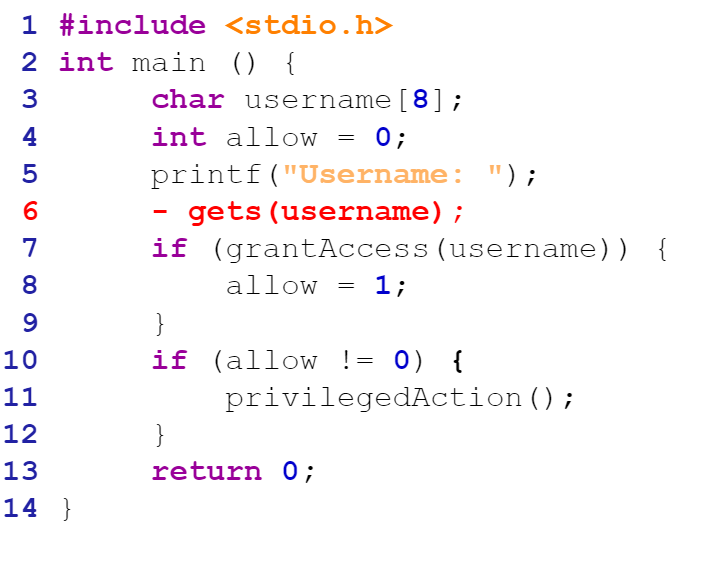 1 #include <stdio.h>
2 int main () {
3 char username[8];
4 int allow = 0;
5 printf("Username: ");
6 - gets(username);
7 if (grantAccess(username)) {
8 allow = 1;
9 }
10 if (allow != 0) {
11 privilegedAction();
12 }
13 return 0;
14 }